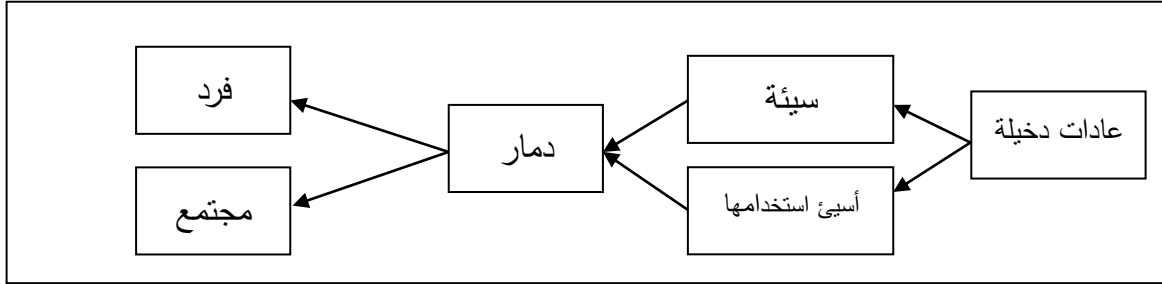 عادات دخيلة
سيئة
أسيئ استخدامها
دمار
فرد
مجتمع